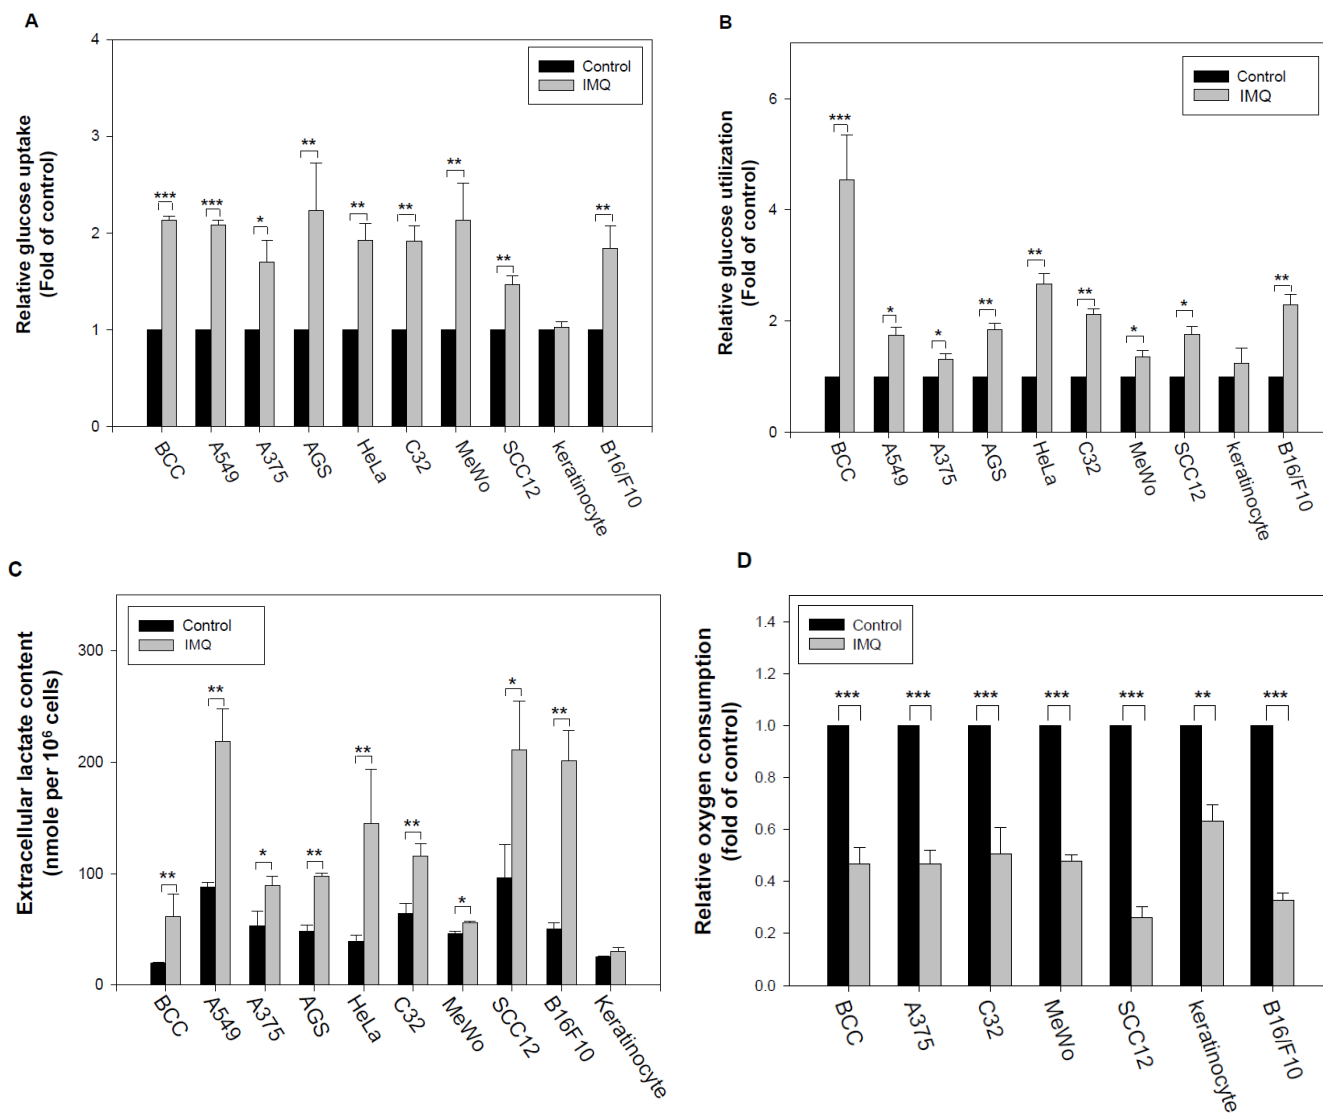 A
Relative glucose uptake
(Fold of control)
4
3
2
1
0
Control
IMQ
***
***
*
**
**
**
**
**
**
BCC
A549
A375
AGS
HeLa
C32
MeWo
SCC12
keratinocyte
B16/F10
B
Relative glucose utilization
(Fold of control)
6
4
2
0
Control
IMQ
***
*
*
**
**
**
*
*
**
BCC
A549
A375
AGS
HeLa
C32
MeWo
SCC12
keratinocyte
B16/F10
C
Extracellular lactate content
(nmole per 10⁶ cells)
300
200
100
0
Control
IMQ
**
**
*
**
**
**
*
*
**
BCC
A549
A375
AGS
HeLa
C32
MeWo
SCC12
B16F10
Keratinocyte
D
Relative oxygen consumption
(fold of control)
1.4
1.2
1.0
0.8
0.6
0.4
0.2
0.0
Control
IMQ
***
***
***
***
***
**
***
BCC
A375
C32
MeWo
SCC12
keratinocyte
B16/F10